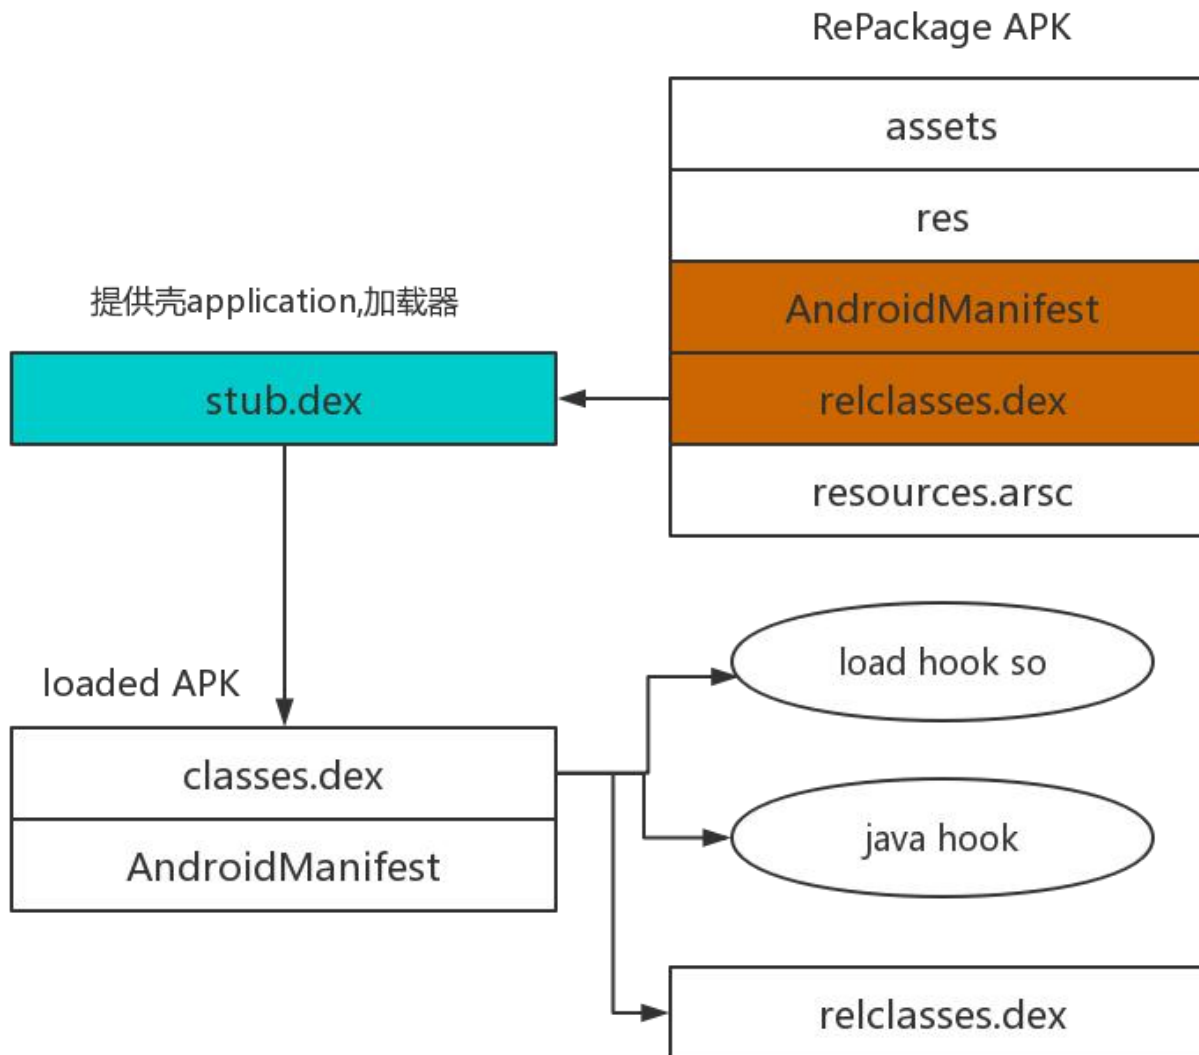 RePackage APK
assets
res
AndroidManifest
relclasses.dex
resources.arsc
提供壳application,加载器
stub.dex
loaded APK
classes.dex
AndroidManifest
load hook so
java hook
relclasses.dex